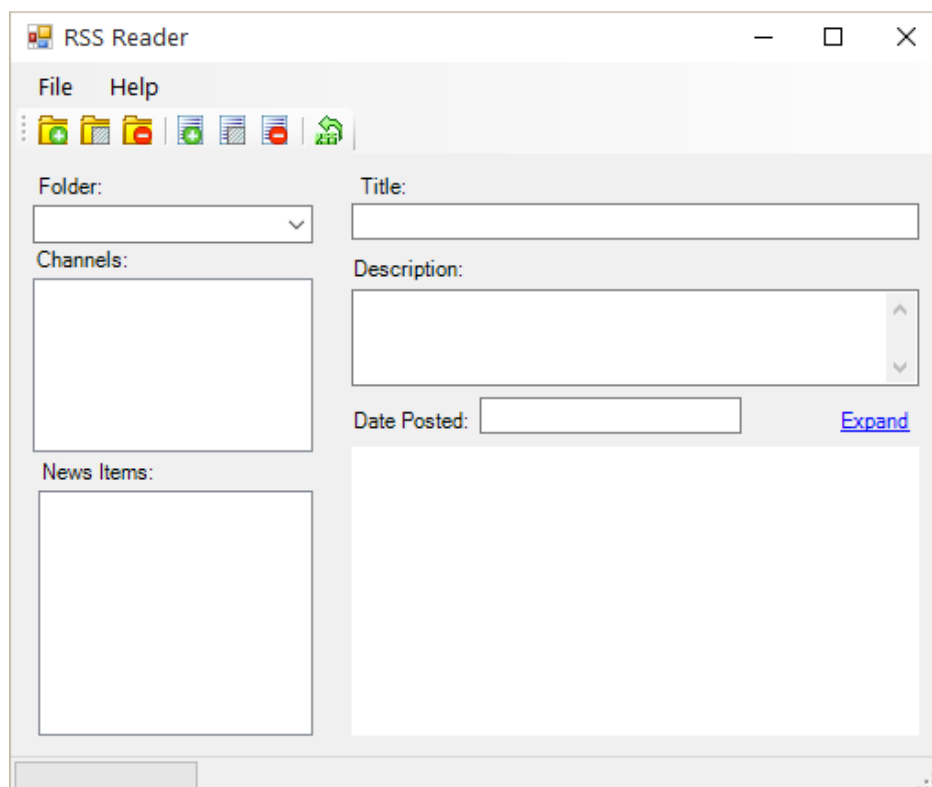 RSS Reader
File Help
Folder:
Title:
Channels:
Description:
Date Posted:
Expand
News Items: